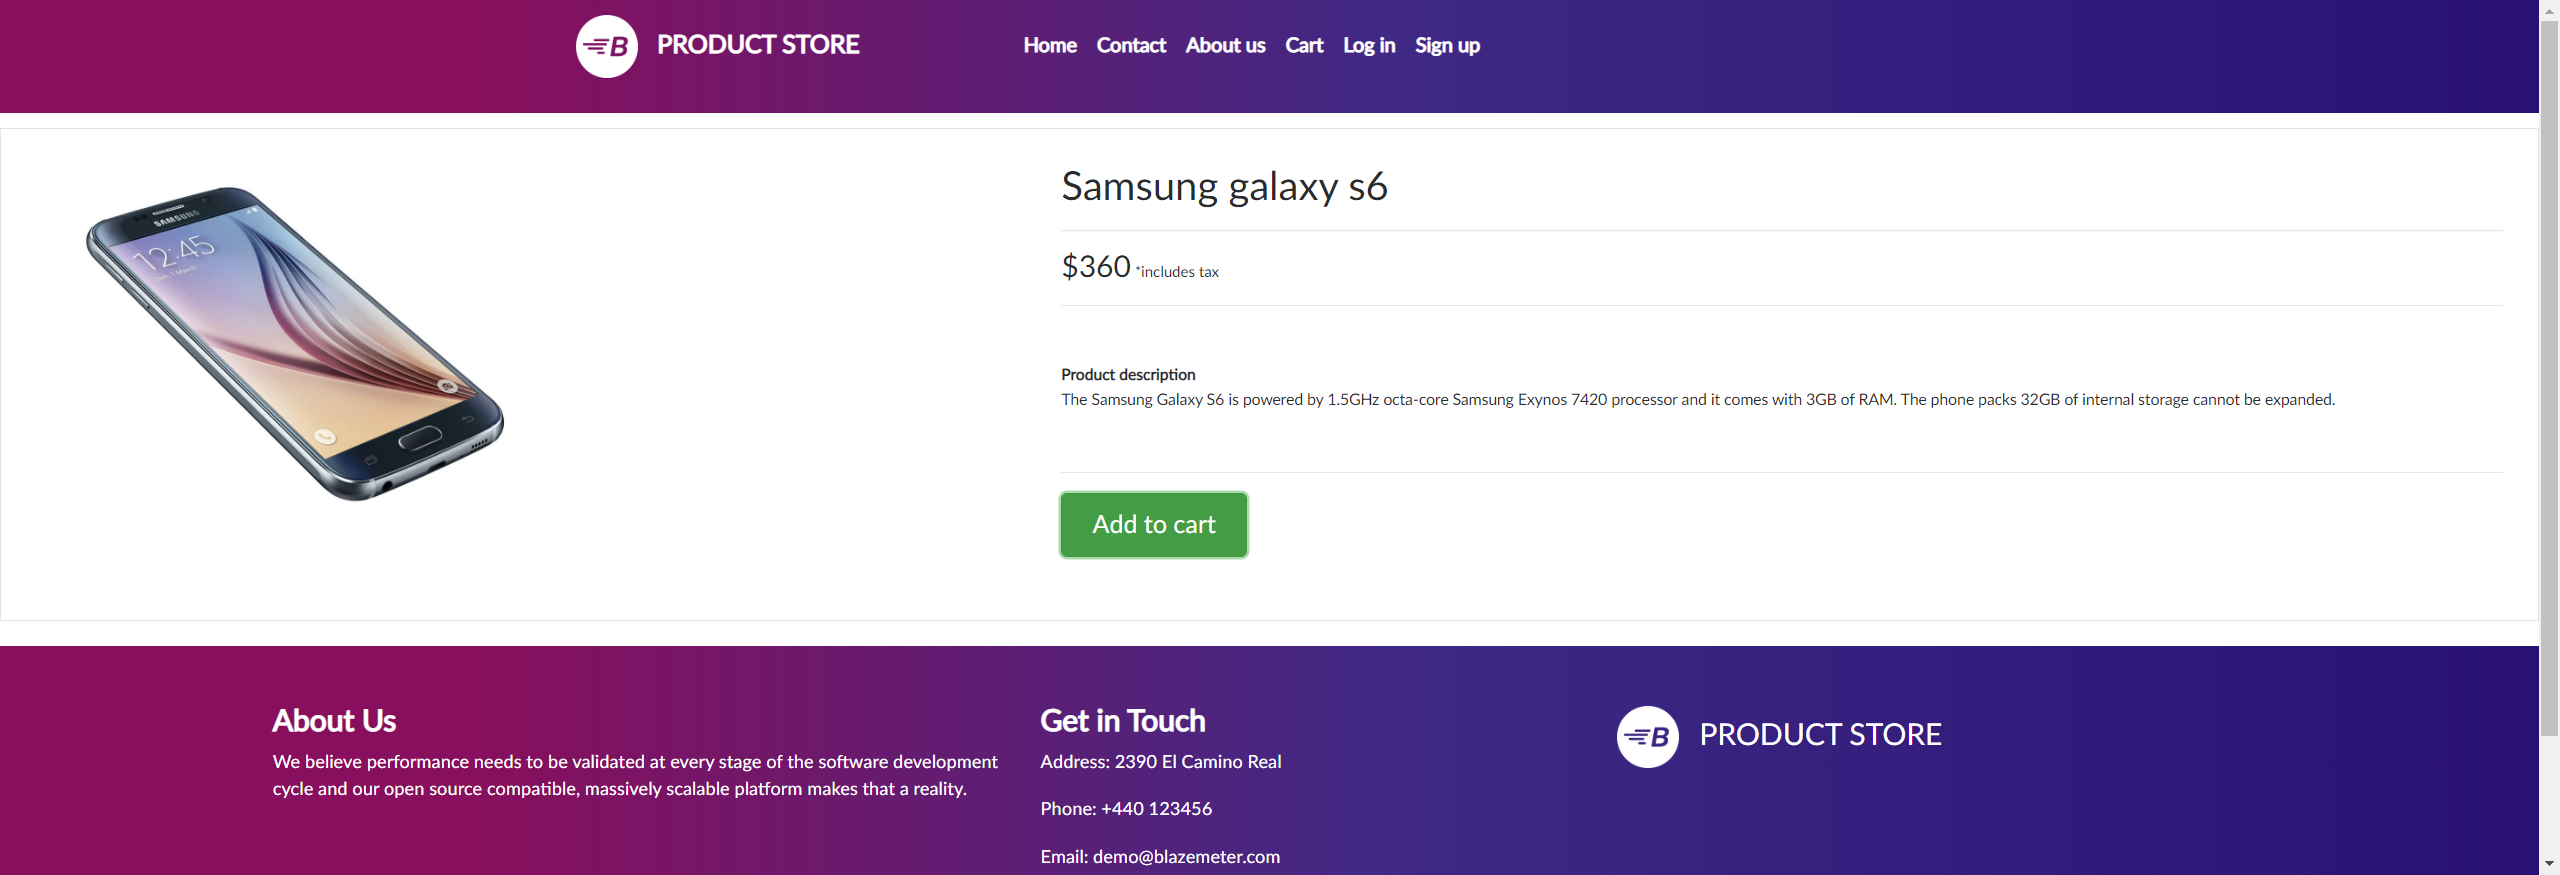 B PRODUCT STORE
Home Contact About us Cart Log in Sign up
SAMSUNG
12:45
Sun, 1 March
Samsung galaxy s6
$360 *includes tax
Product description
The Samsung Galaxy S6 is powered by 1.5GHz octa-core Samsung Exynos 7420 processor and it comes with 3GB of RAM. The phone packs 32GB of internal storage cannot be expanded.
Add to cart
About Us
We believe performance needs to be validated at every stage of the software development
cycle and our open source compatible, massively scalable platform makes that a reality.
Get in Touch
Address: 2390 El Camino Real
Phone: +440 123456
Email: demo@blazemeter.com
B PRODUCT STORE